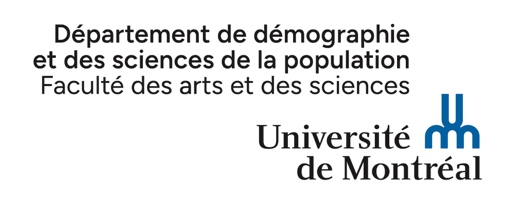 Département de démographie
et des sciences de la population
Faculté des arts et des sciences
Université
de Montréal